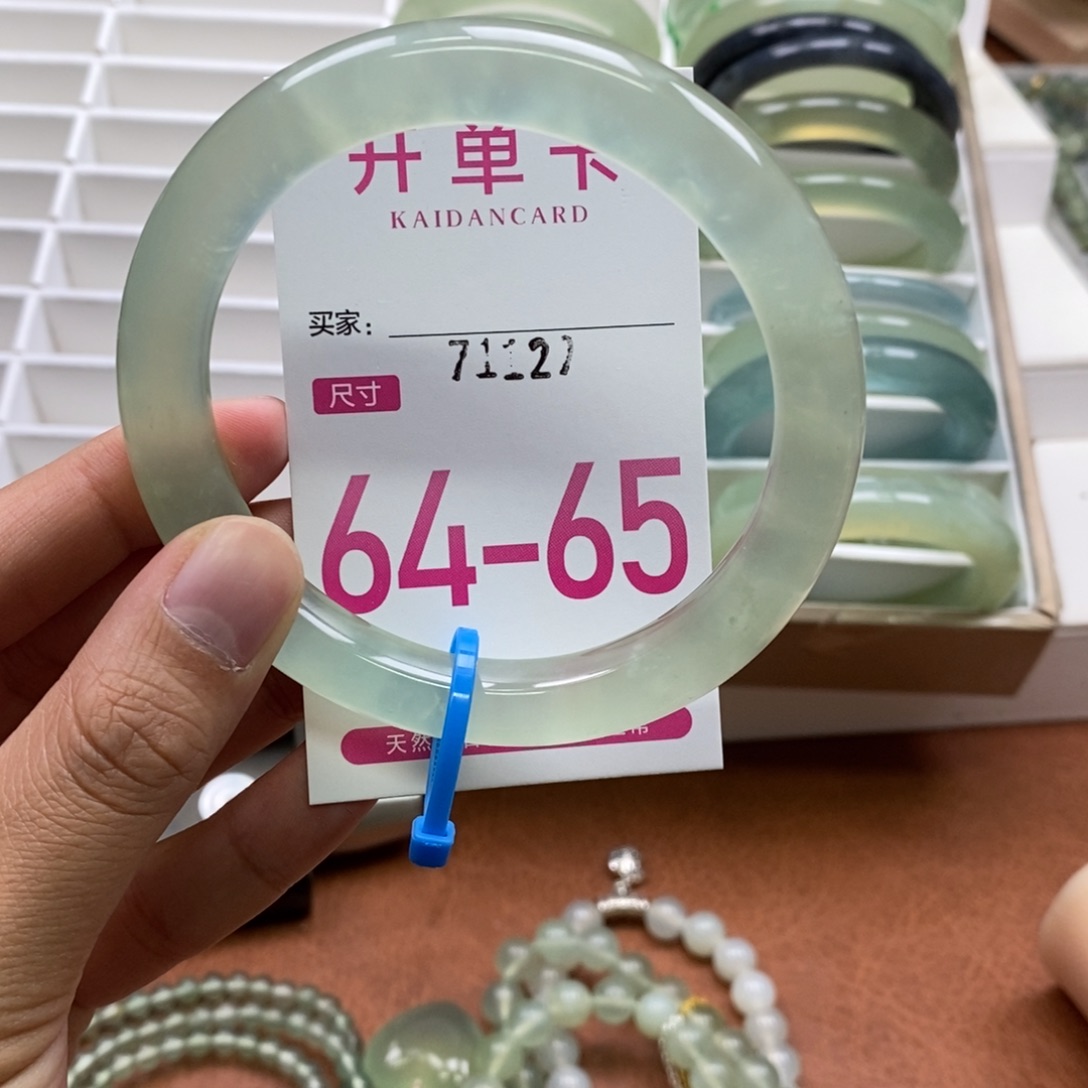 开单卡
KAIDANCARD
买家：
71127
尺寸
64-65
天然